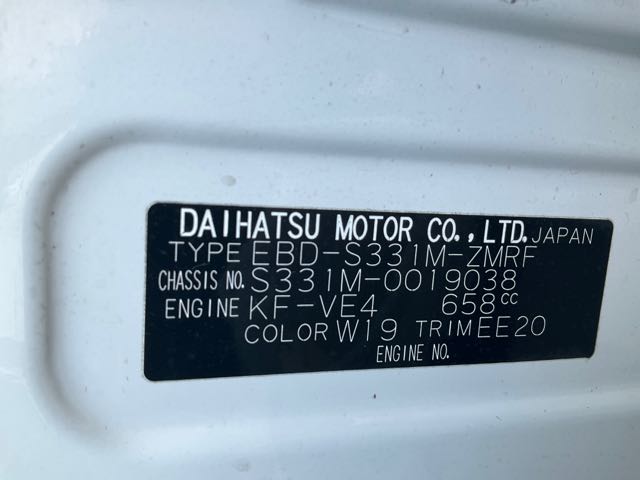 DAIHATSU MOTOR CO.,LTD. JAPAN
TYPE EBD-S331M-ZMRF
CHASSIS NO. S331M-0019038
ENGINE KF-VE4 658cc
COLOR W19 TRIM EE20
ENGINE NO.